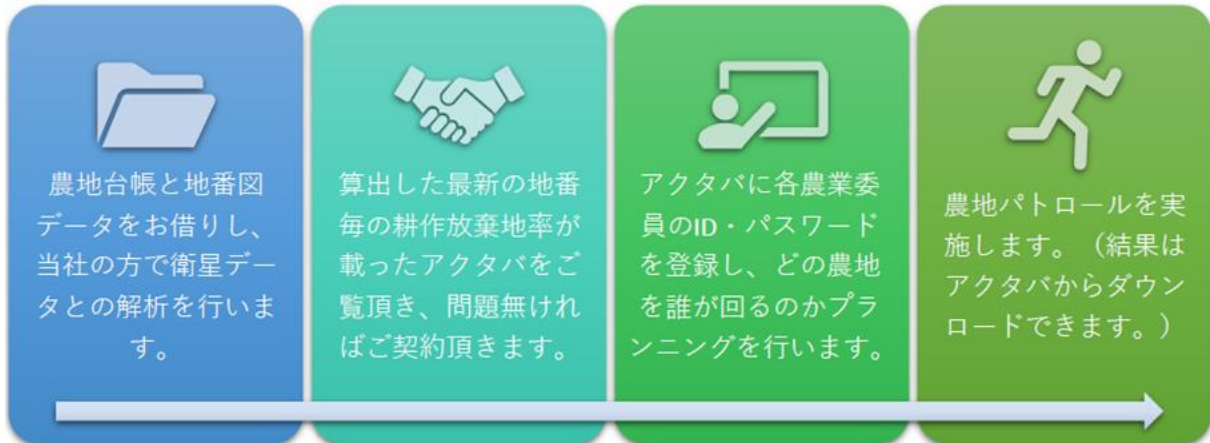 農地台帳と地番図
データをお借りし、
当社の方で衛星デー
タとの解析を行いま
す。
算出した最新の地番
毎の耕作放棄地率が
載ったアクタバをご
覧頂き、問題無けれ
ばご契約頂きます。
アクタバに各農業委
員のID・パスワード
を登録し、どの農地
を誰が回るのかプラ
ンニングを行います。
農地パトロールを実
施します。（結果は
アクタバからダウン
ロードできます。）